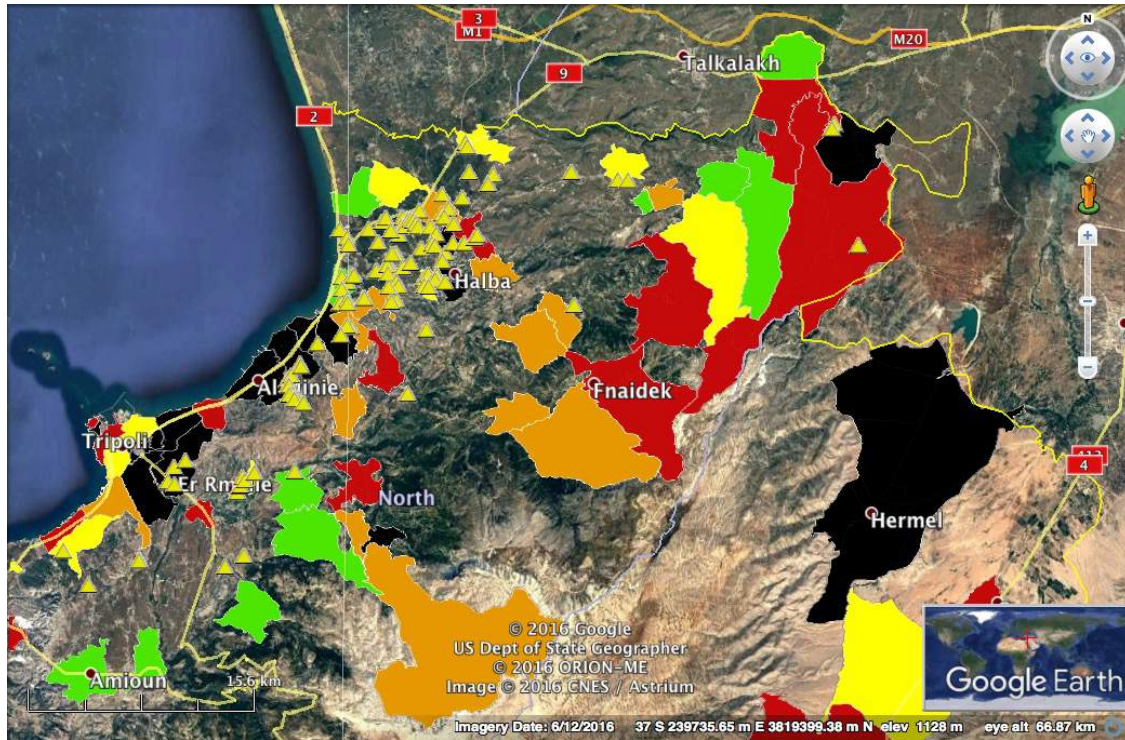 3
M1
M20
N
Talkalakh
9
2
Halba
Fnaidek
Tripoli
North
4
Hermel
© 2016 Google
US Dept of State Geographer
© 2016 ORION-ME
Image © 2016 CNES / Astrium
Google Earth
Amioun
15.6 km
Imagery Date: 6/12/2016 37 S 239735.65 m E 3819399.38 m N elev 1128 m eye alt 66.87 km